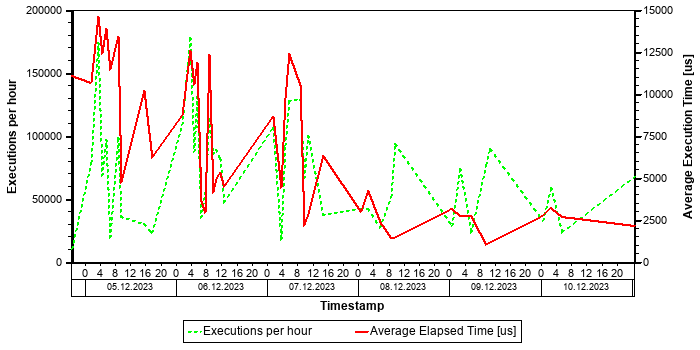 200000
150000
100000
50000
0
Executions per hour
15000
12500
10000
7500
5000
2500
0
Average Execution Time [us]
0 4 8 12 16 20 0 4 8 12 16 20 0 4 8 12 16 20 0 4 8 12 16 20 0 4 8 12 16 20 0 4 8 12 16 20
05.12.2023 06.12.2023 07.12.2023 08.12.2023 09.12.2023 10.12.2023
Timestamp
Executions per hour Average Elapsed Time [us]